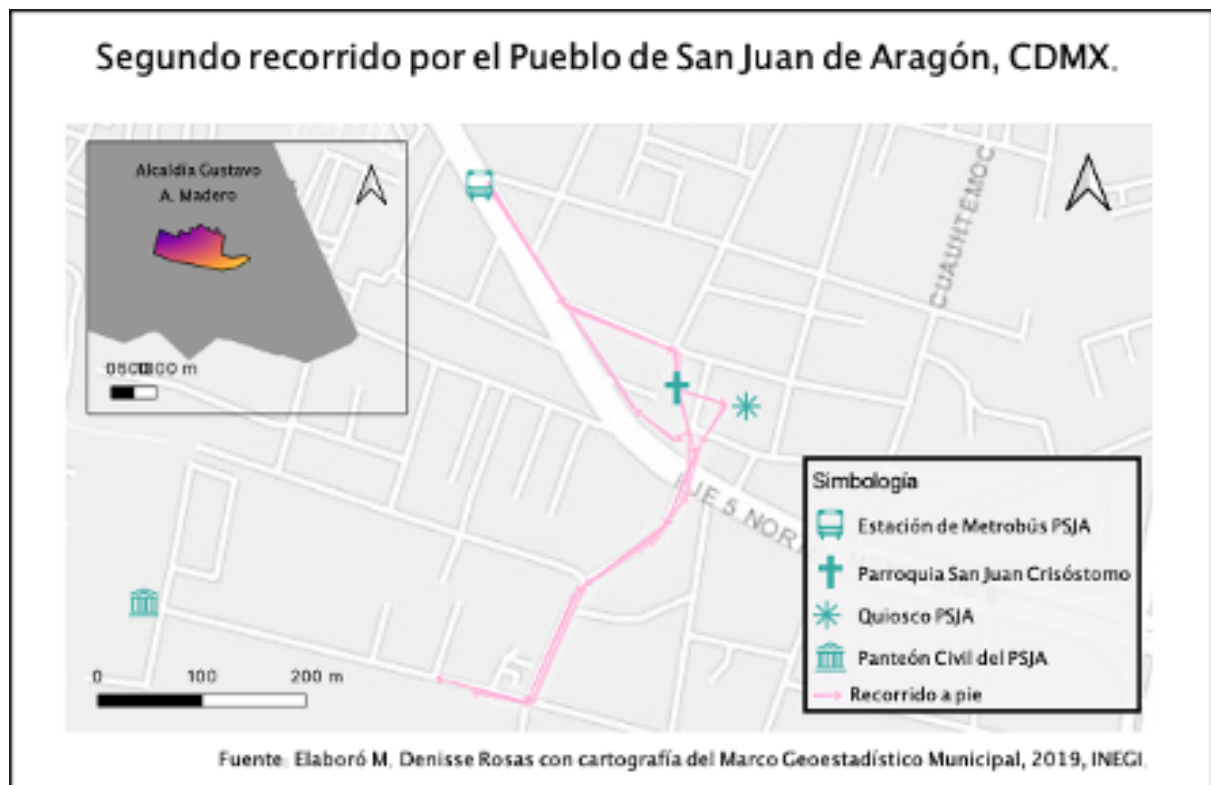 Segundo recorrido por el Pueblo de San Juan de Aragón, CDMX.
Alcaldía Gustavo
A. Madero
CUAUHTEMOC
EJE 5 NOR
Simbología
Estación de Metrobús PSJA
Parroquia San Juan Crisóstomo
Quiosco PSJA
Panteón Civil del PSJA
Recorrido a pie
0 100 200 m
Fuente: Elaboró M. Denisse Rosas con cartografía del Marco Geoestadístico Municipal, 2019, INEGI.